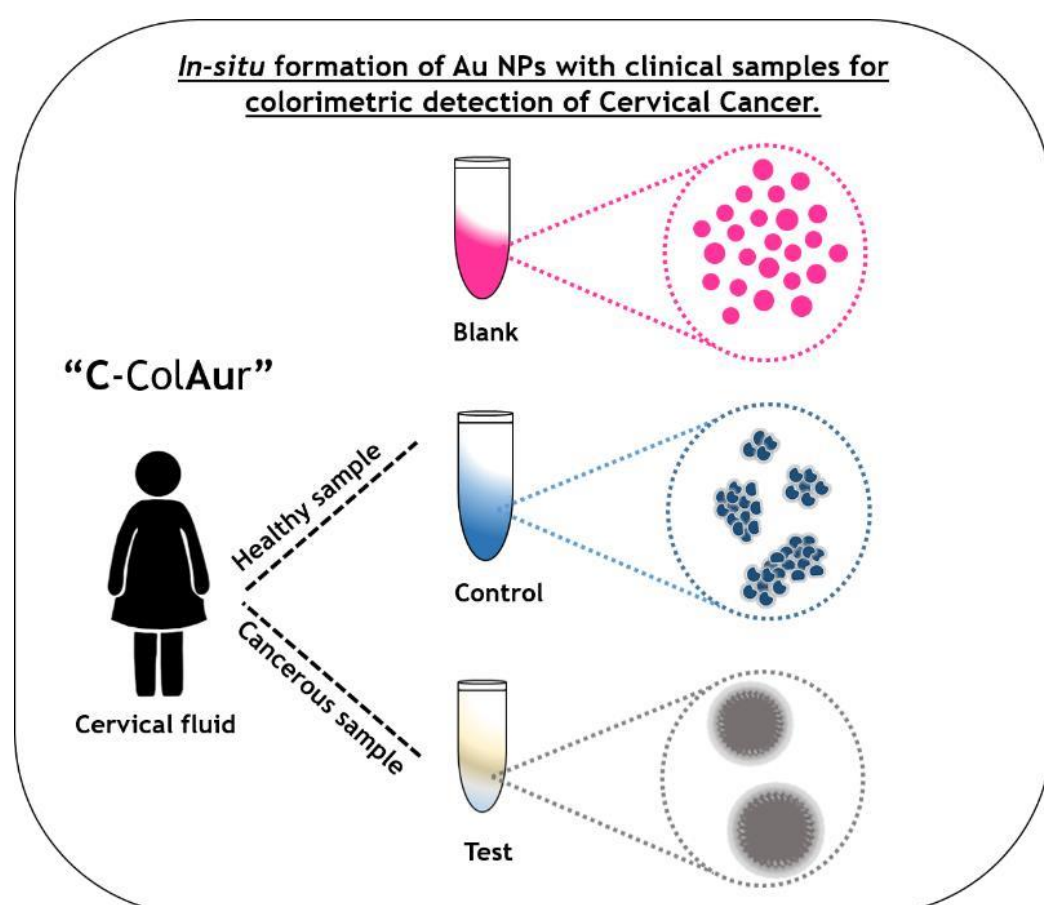 In-situ formation of Au NPs with clinical samples for
colorimetric detection of Cervical Cancer.
Blank
“C-ColAur”
Healthy sample
Control
Cancerous sample
Cervical fluid
Test